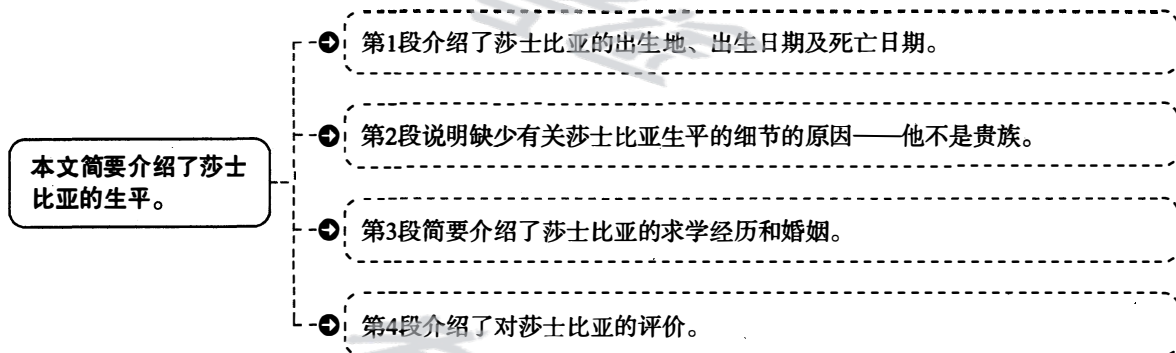 第1段介绍了莎士比亚的出生地、出生日期及死亡日期。
第2段说明缺少有关莎士比亚生平的细节的原因——他不是贵族。
本文简要介绍了莎士
比亚的生平。
第3段简要介绍了莎士比亚的求学经历和婚姻。
第4段介绍了对莎士比亚的评价。